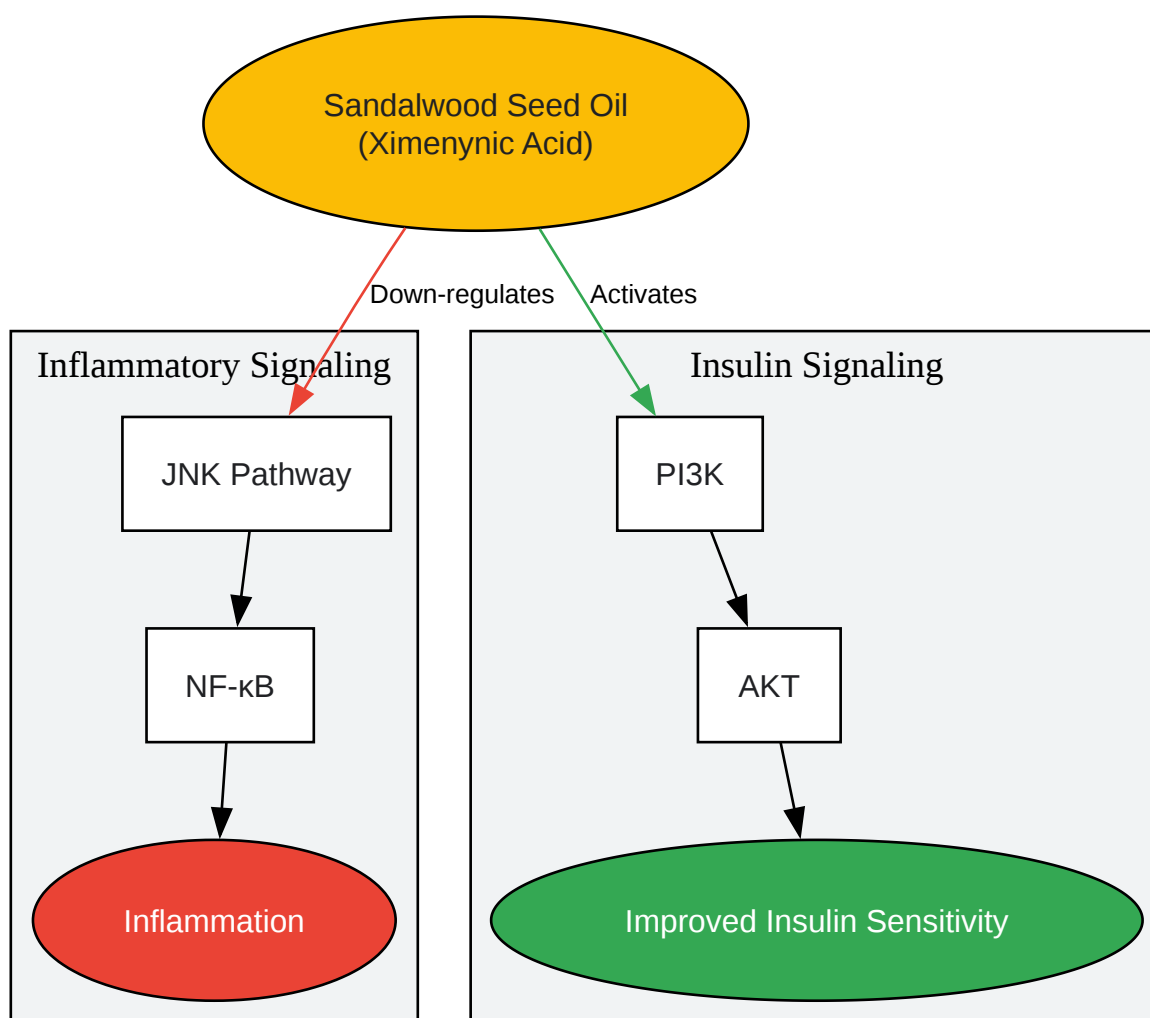 Sandalwood Seed Oil
(Ximenynic Acid)
Down-regulates
Activates
Inflammatory Signaling
Insulin Signaling
JNK Pathway
PI3K
NF-κB
AKT
Inflammation
Improved Insulin Sensitivity